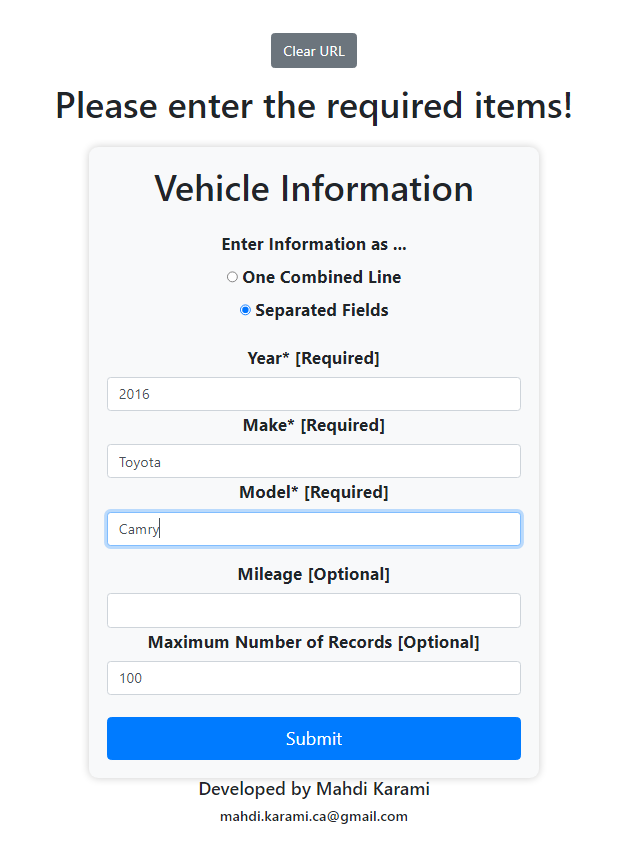 Clear URL
Please enter the required items!
Vehicle Information
Enter Information as ...
One Combined Line
Separated Fields
Year* [Required]
2016
Make* [Required]
Toyota
Model* [Required]
Camry
Mileage [Optional]
Maximum Number of Records [Optional]
100
Submit
Developed by Mahdi Karami
mahdi.karami.ca@gmail.com